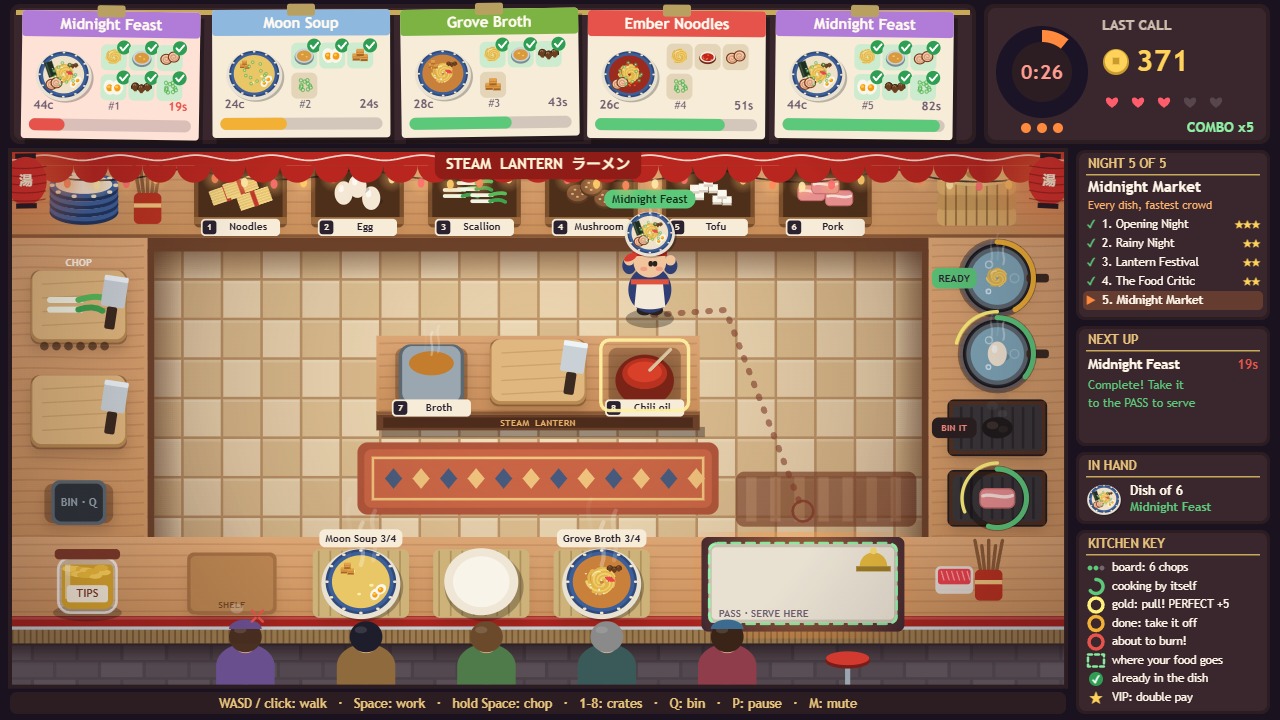 Midnight Feast
44c #1 19s
Moon Soup
24c #2 24s
Grove Broth
28c #3 43s
Ember Noodles
26c #4 51s
Midnight Feast
44c #5 82s
0:26
LAST CALL
371
COMBO x5
STEAM LANTERN ラーメン
湯
湯
Midnight Feast
1 Noodles
2 Egg
3 Scallion
4 Mushroom
5 Tofu
6 Pork
CHOP
READY
BIN IT
BIN · Q
7 Broth
8 Chili oil
STEAM LANTERN
Moon Soup 3/4
Grove Broth 3/4
TIPS
SHELF
PASS · SERVE HERE
NIGHT 5 OF 5
Midnight Market
Every dish, fastest crowd
✓ 1. Opening Night ★★★
✓ 2. Rainy Night ★★
✓ 3. Lantern Festival ★★
✓ 4. The Food Critic ★★
▶ 5. Midnight Market
NEXT UP
Midnight Feast 19s
Complete! Take it
to the PASS to serve
IN HAND
Dish of 6
Midnight Feast
KITCHEN KEY
board: 6 chops
cooking by itself
gold: pull! PERFECT +5
done: take it off
about to burn!
where your food goes
already in the dish
VIP: double pay
WASD / click: walk · Space: work · hold Space: chop · 1-8: crates · Q: bin · P: pause · M: mute